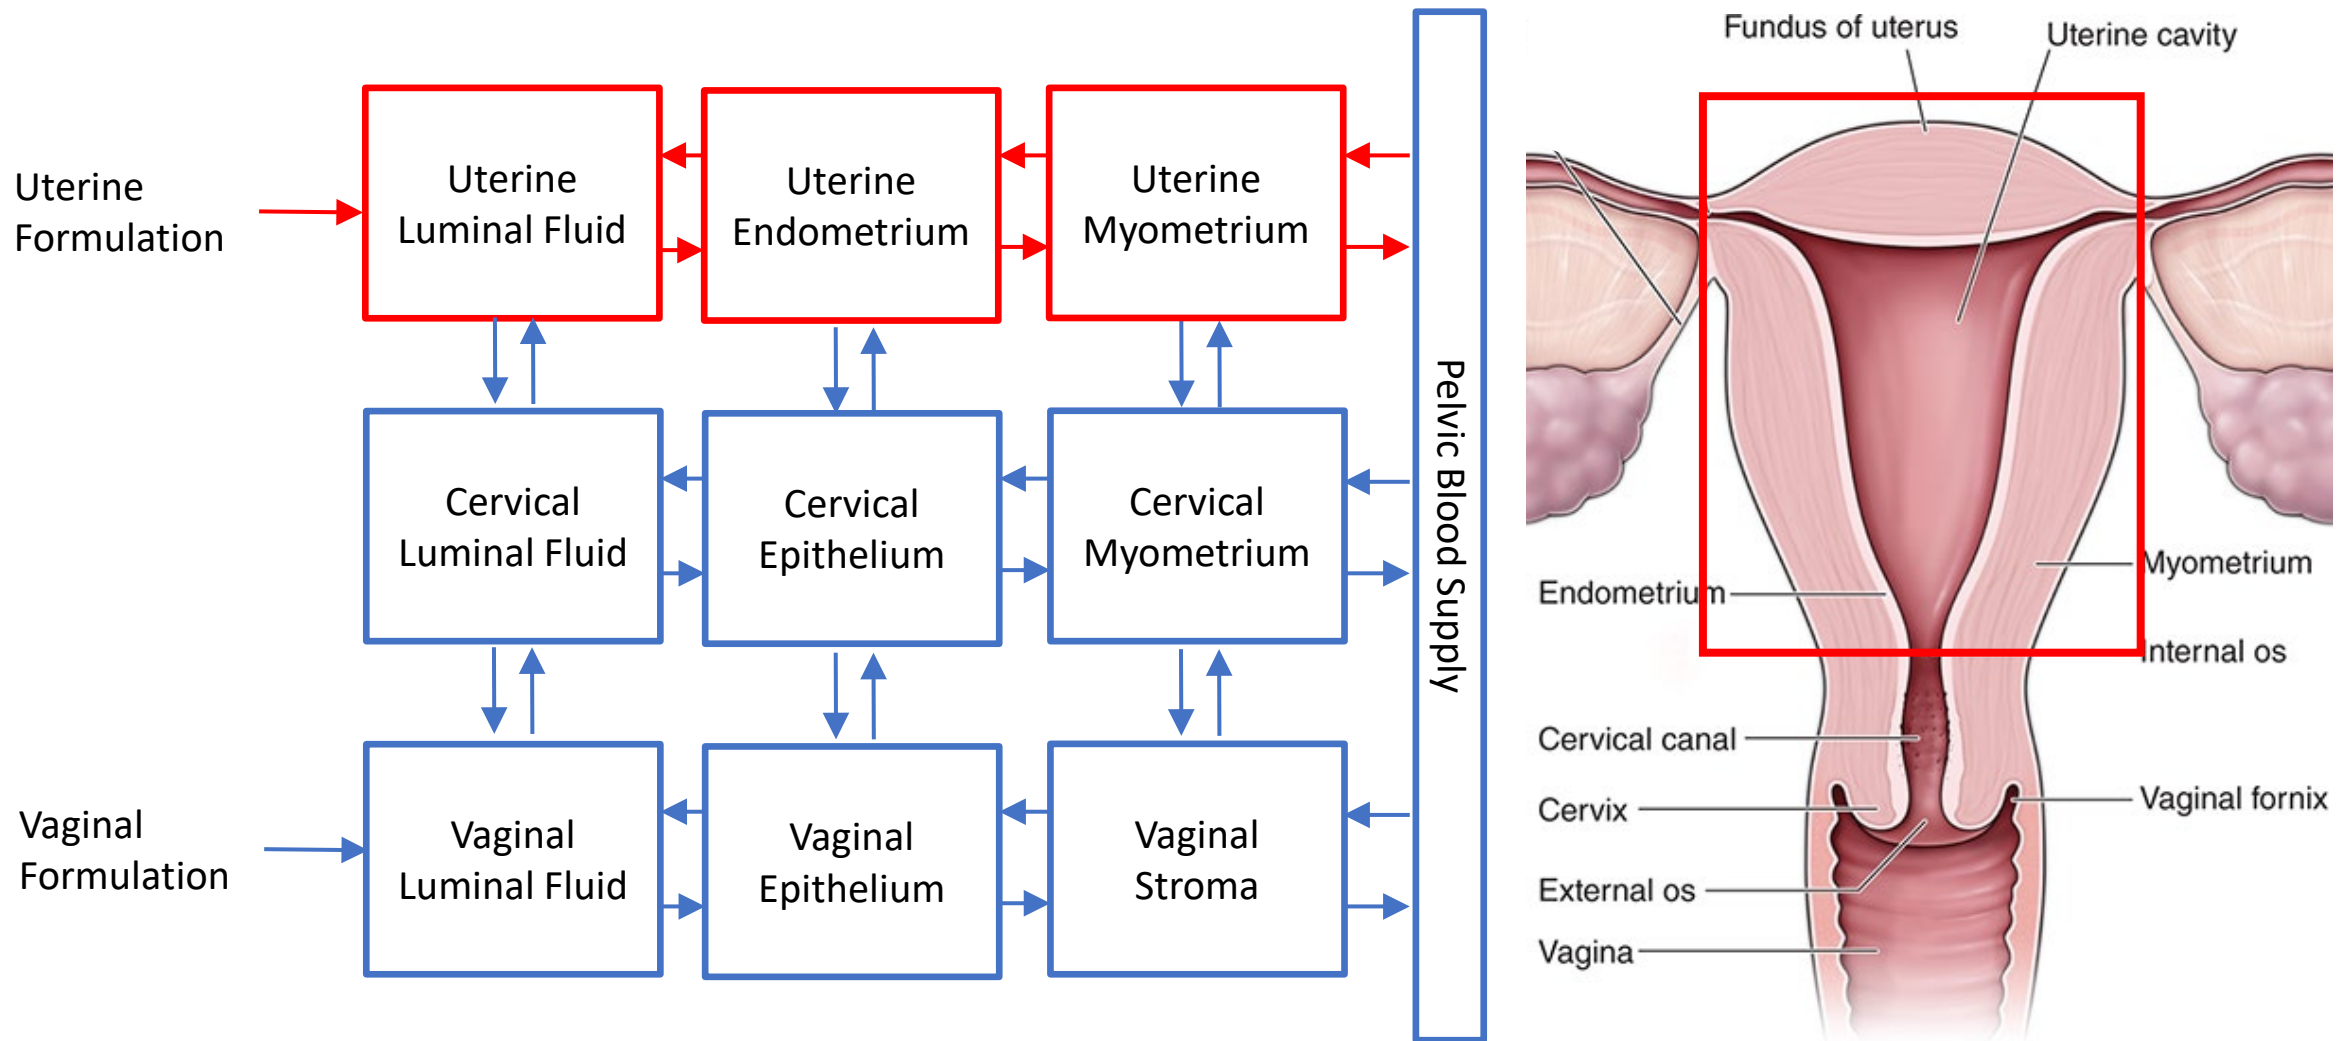 Uterine
Formulation
Uterine
Luminal Fluid
Uterine
Endometrium
Uterine
Myometrium
Cervical
Luminal Fluid
Cervical
Epithelium
Cervical
Myometrium
Vaginal
Formulation
Vaginal
Luminal Fluid
Vaginal
Epithelium
Vaginal
Stroma
Pelvic Blood Supply
Fundus of uterus
Uterine cavity
Endometrium
Myometrium
Internal os
Cervical canal
Cervix
Vaginal fornix
External os
Vagina